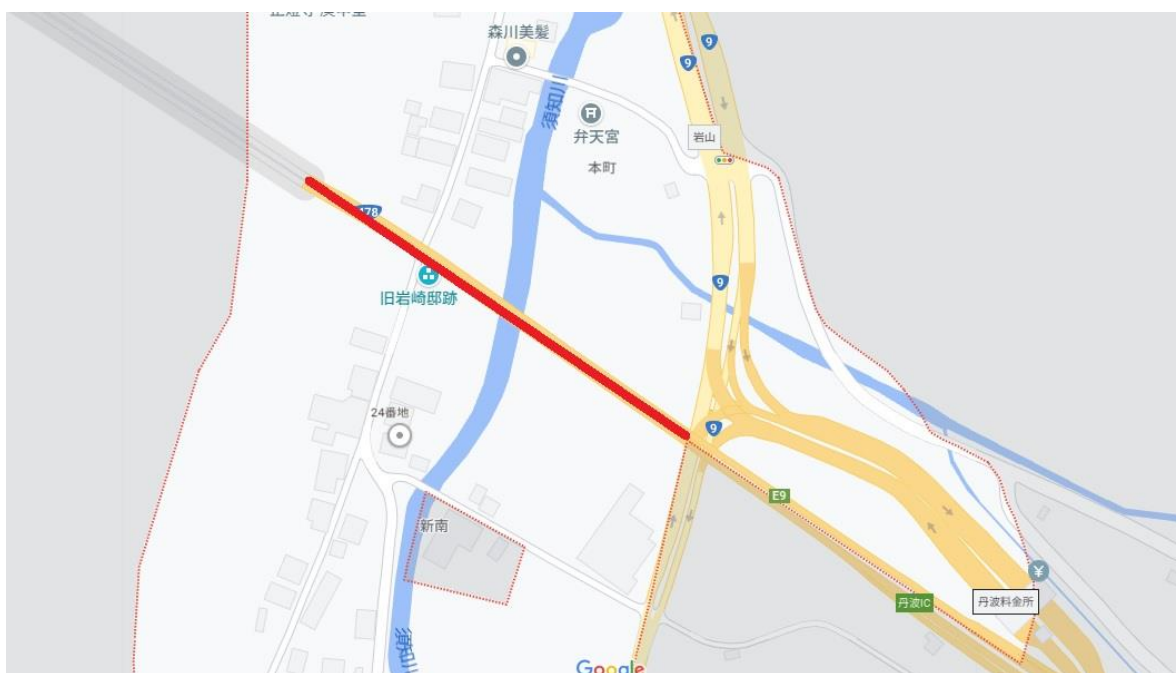 森川美髪
9
9
須知川
弁天宮
岩山
本町
178
9
旧岩崎邸跡
24番地
9
E9
新南
丹波IC
丹波料金所
須知川
Google